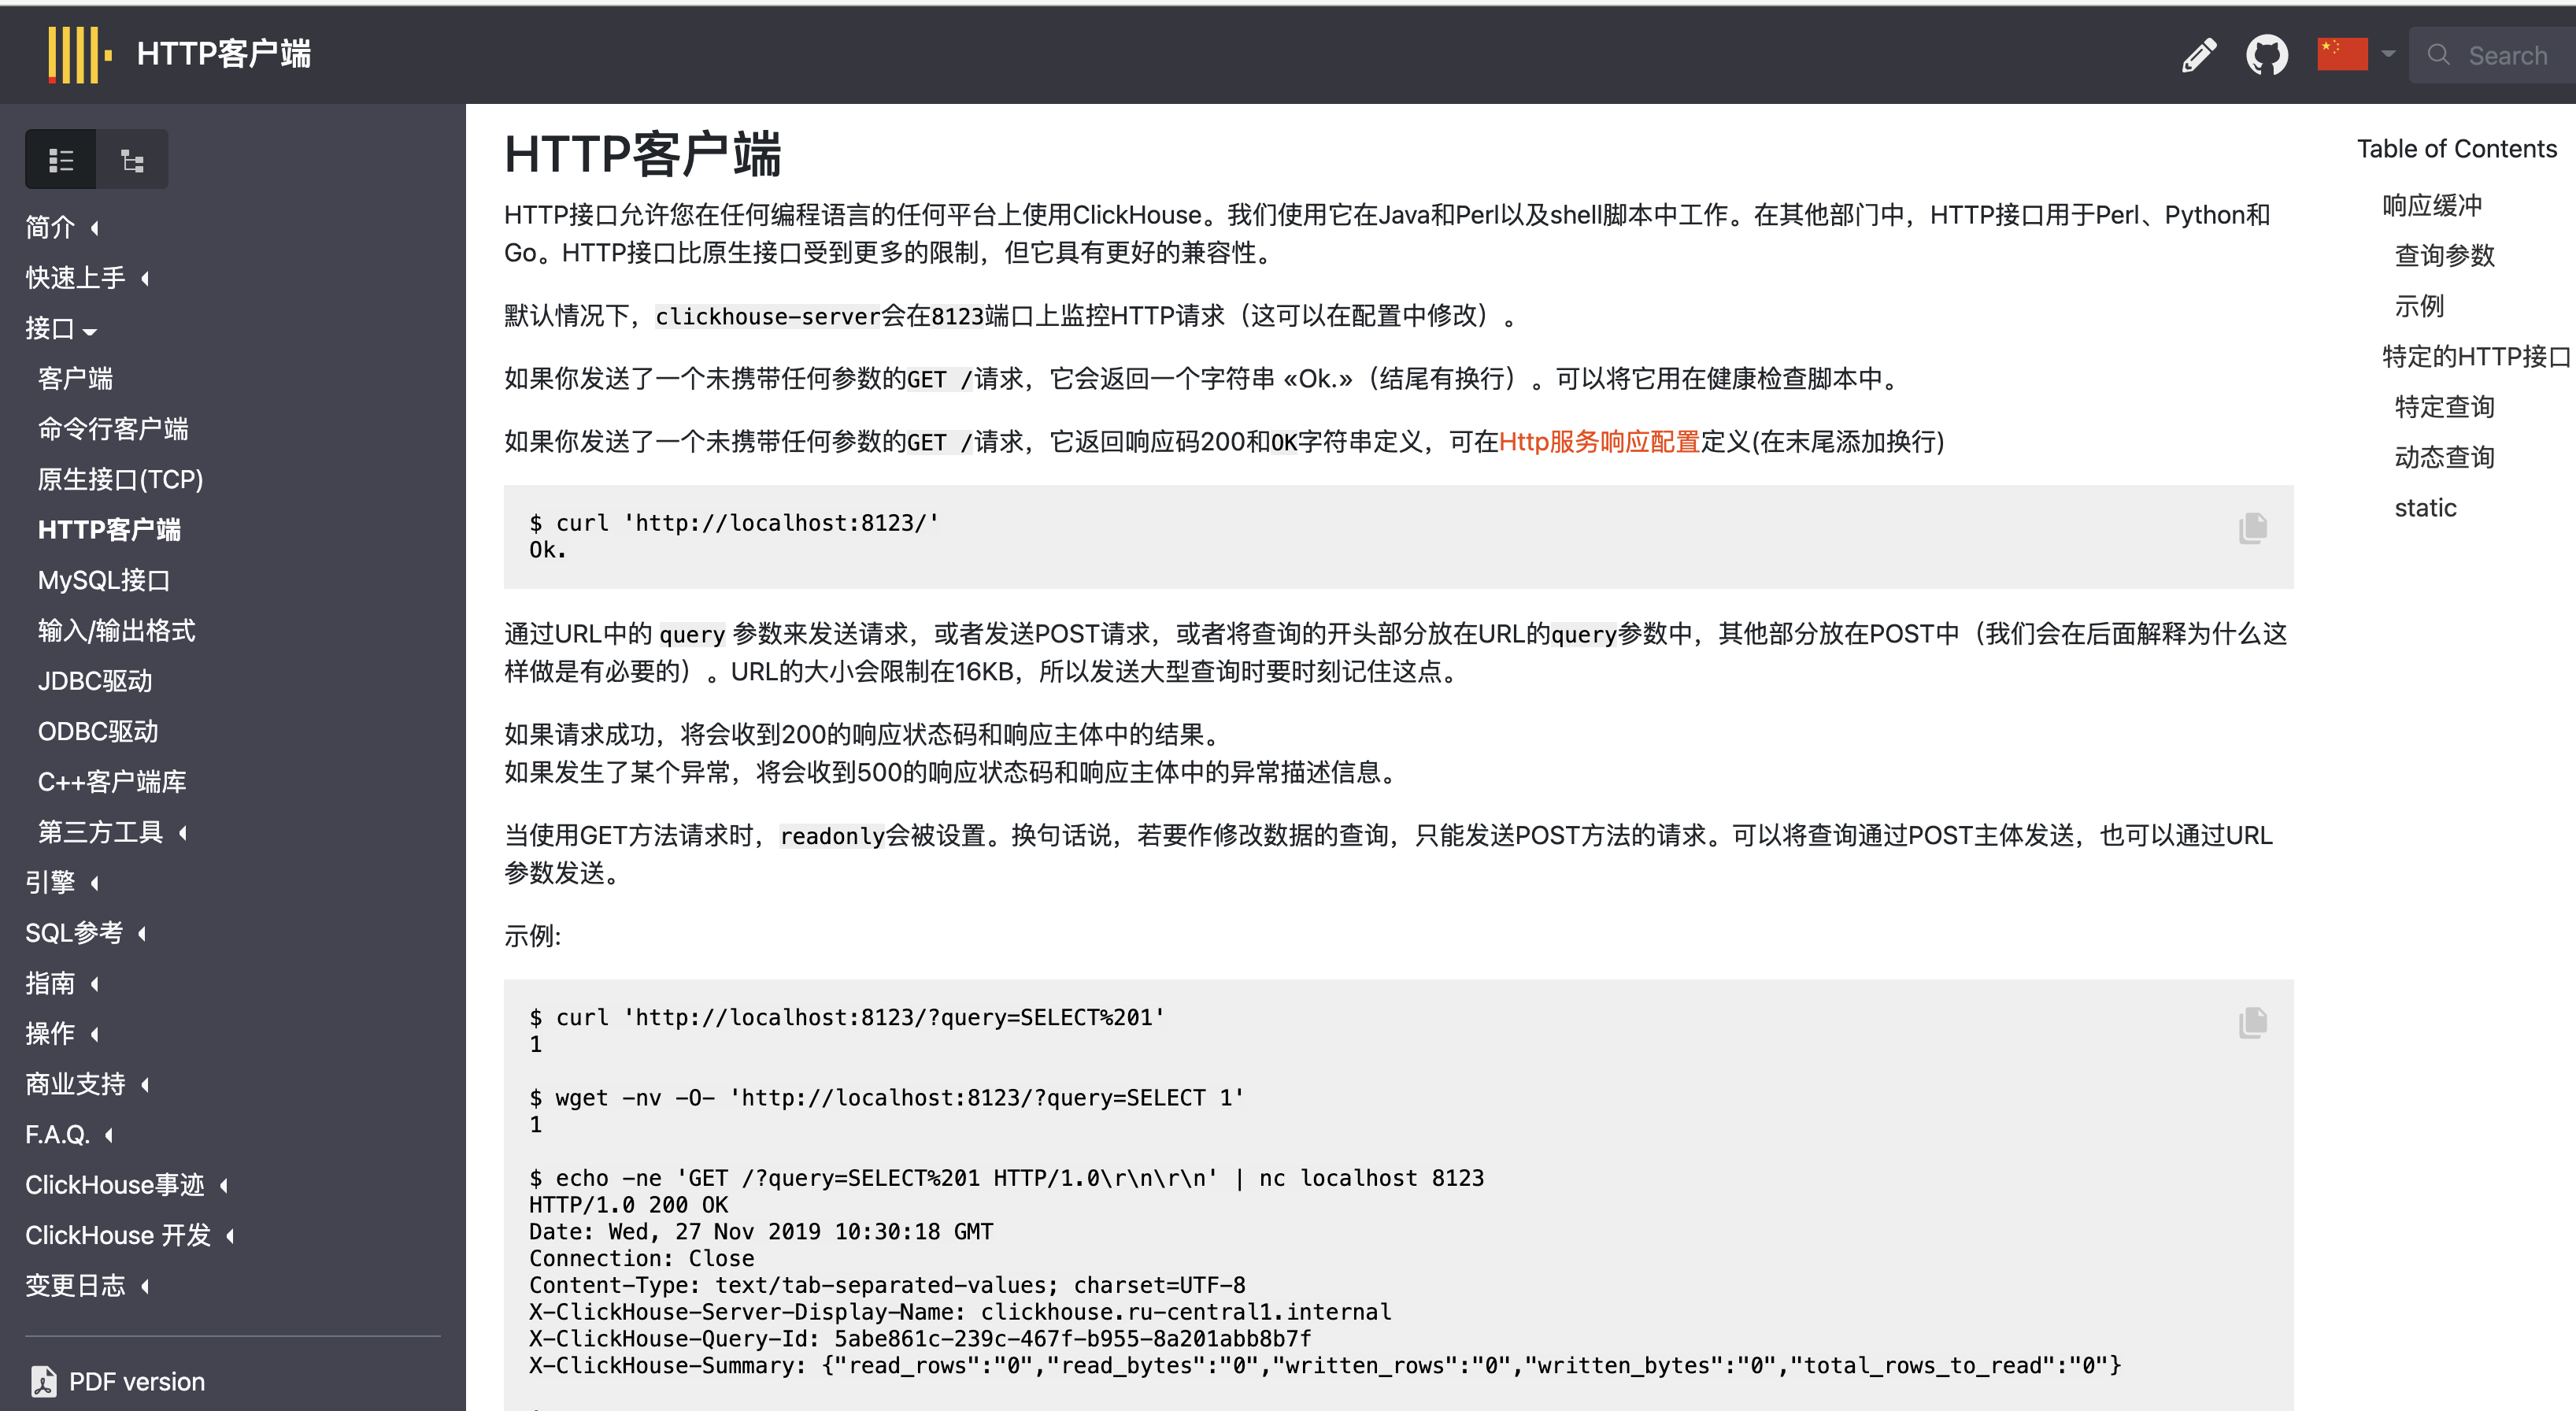 HTTP客户端
Search
简介
快速上手
接口
客户端
命令行客户端
原生接口(TCP)
HTTP客户端
MySQL接口
输入/输出格式
JDBC驱动
ODBC驱动
C++客户端库
第三方工具
引擎
SQL参考
指南
操作
商业支持
F.A.Q.
ClickHouse事迹
ClickHouse 开发
变更日志
PDF version
HTTP客户端
HTTP接口允许您在任何编程语言的任何平台上使用ClickHouse。我们使用它在Java和Perl以及shell脚本中工作。在其他部门中，HTTP接口用于Perl、Python和
Go。HTTP接口比原生接口受到更多的限制，但它具有更好的兼容性。
默认情况下，clickhouse-server会在8123端口上监控HTTP请求（这可以在配置中修改）。
如果你发送了一个未携带任何参数的GET /请求，它会返回一个字符串 «Ok.»（结尾有换行）。可以将它用在健康检查脚本中。
如果你发送了一个未携带任何参数的GET /请求，它返回响应码200和OK字符串定义，可在Http服务响应配置定义(在末尾添加换行)
$ curl 'http://localhost:8123/'
Ok.
通过URL中的 query 参数来发送请求，或者发送POST请求，或者将查询的开头部分放在URL的query参数中，其他部分放在POST中（我们会在后面解释为什么这
样做是有必要的）。URL的大小会限制在16KB，所以发送大型查询时要时刻记住这点。
如果请求成功，将会收到200的响应状态码和响应主体中的结果。
如果发生了某个异常，将会收到500的响应状态码和响应主体中的异常描述信息。
当使用GET方法请求时，readonly会被设置。换句话说，若要作修改数据的查询，只能发送POST方法的请求。可以将查询通过POST主体发送，也可以通过URL
参数发送。
示例:
$ curl 'http://localhost:8123/?query=SELECT%201'
1
$ wget -nv -O- 'http://localhost:8123/?query=SELECT 1'
1
$ echo -ne 'GET /?query=SELECT%201 HTTP/1.0\r\n\r\n' | nc localhost 8123
HTTP/1.0 200 OK
Date: Wed, 27 Nov 2019 10:30:18 GMT
Connection: Close
Content-Type: text/tab-separated-values; charset=UTF-8
X-ClickHouse-Server-Display-Name: clickhouse.ru-central1.internal
X-ClickHouse-Query-Id: 5abe861c-239c-467f-b955-8a201abb8b7f
X-ClickHouse-Summary: {"read_rows":"0","read_bytes":"0","written_rows":"0","written_bytes":"0","total_rows_to_read":"0"}
Table of Contents
响应缓冲
查询参数
示例
特定的HTTP接口
特定查询
动态查询
static